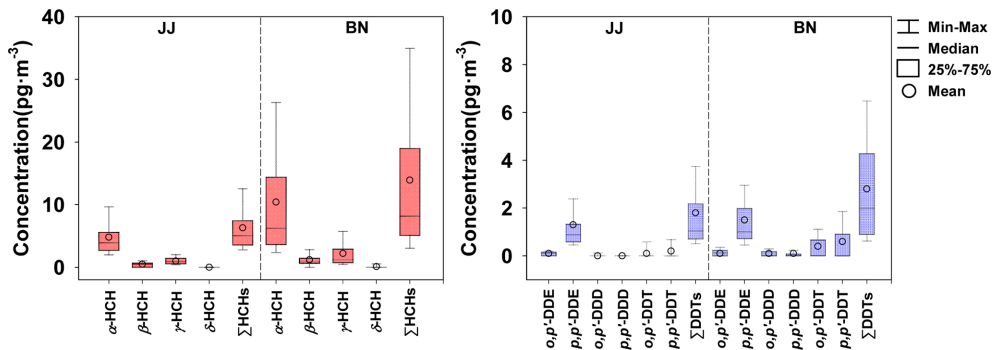 Concentration(pg·m⁻³)
40
30
20
10
0
JJ
BN
α-HCH
β-HCH
γ-HCH
δ-HCH
∑HCHs
α-HCH
β-HCH
γ-HCH
δ-HCH
∑HCHs
Concentration(pg·m⁻³)
10
8
6
4
2
0
JJ
BN
o,p'-DDE
p,p'-DDE
o,p'-DDD
p,p'-DDD
o,p'-DDT
p,p'-DDT
∑DDTs
o,p'-DDE
p,p'-DDE
o,p'-DDD
p,p'-DDD
o,p'-DDT
p,p'-DDT
∑DDTs
Min-Max
Median
25%-75%
Mean